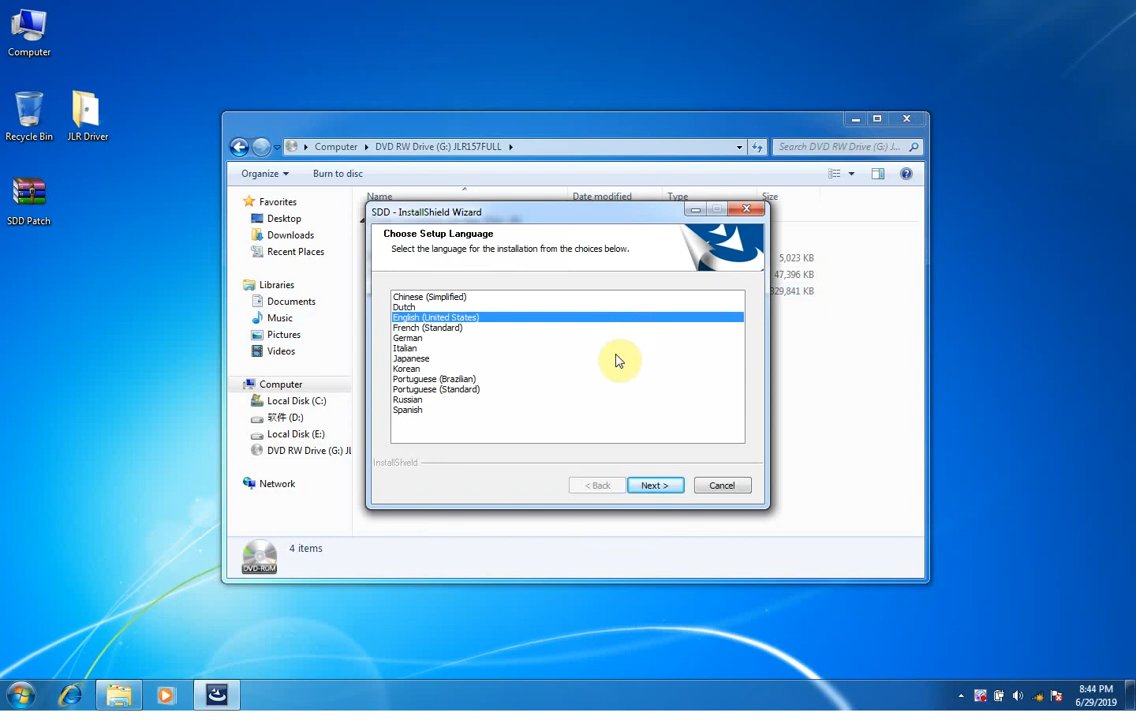 Computer
Recycle Bin
JLR Driver
SDD Patch
Computer
DVD RW Drive (G:) JLR157FULL
Search DVD RW Drive (G:) J...
Organize
Burn to disc
Name
Date modified
Type
Size
Favorites
Desktop
Downloads
Recent Places
Libraries
Documents
Music
Pictures
Videos
Computer
Local Disk (C:)
软件 (D:)
Local Disk (E:)
DVD RW Drive (G:) JL
Network
5,023 KB
47,396 KB
329,841 KB
4 items
DVD-ROM
SDD - InstallShield Wizard
Choose Setup Language
Select the language for the installation from the choices below.
Chinese (Simplified)
Dutch
English (United States)
French (Standard)
German
Italian
Japanese
Korean
Portuguese (Brazilian)
Portuguese (Standard)
Russian
Spanish
InstallShield
< Back
Next >
Cancel
8:44 PM
6/29/2019